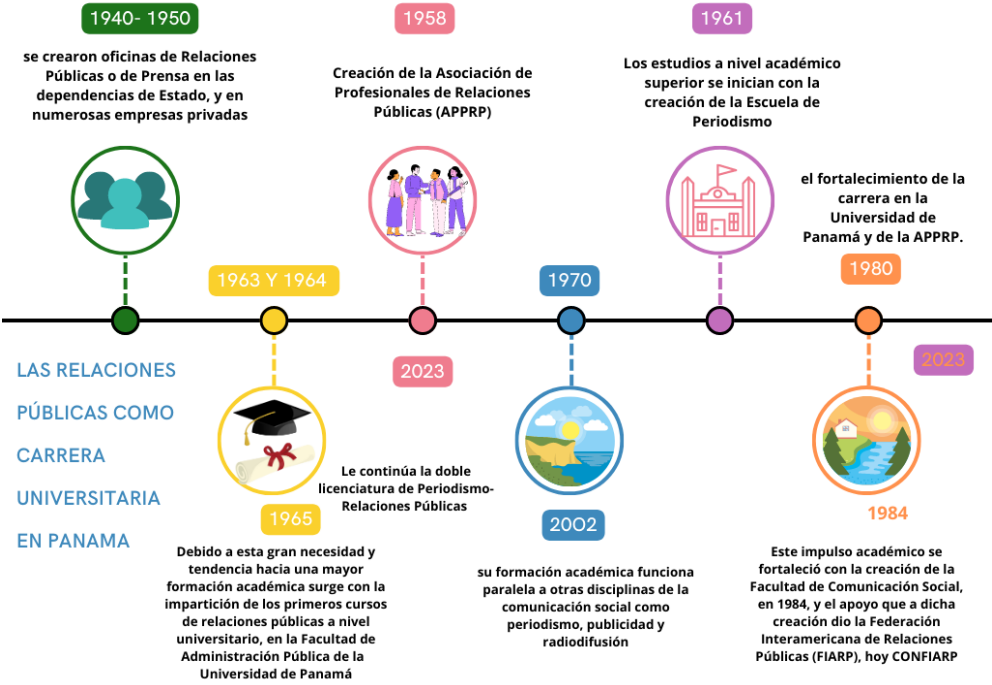 1940- 1950
se crearon oficinas de Relaciones
Públicas o de Prensa en las
dependencias de Estado, y en
numerosas empresas privadas
1958
Creación de la Asociación de
Profesionales de Relaciones
Públicas (APPRP)
1961
Los estudios a nivel académico
superior se inician con la
creación de la Escuela de
Periodismo
el fortalecimiento de la
carrera en la
Universidad de
Panamá y de la APPRP.
1980
1963 Y 1964
1970
LAS RELACIONES
PÚBLICAS COMO
CARRERA
UNIVERSITARIA
EN PANAMA
2023
2023
Le continúa la doble
licenciatura de Periodismo-
Relaciones Públicas
1965
Debido a esta gran necesidad y
tendencia hacia una mayor
formación académica surge con la
impartición de los primeros cursos
de relaciones públicas a nivel
universitario, en la Facultad de
Administración Pública de la
Universidad de Panamá
2002
su formación académica funciona
paralela a otras disciplinas de la
comunicación social como
periodismo, publicidad y
radiodifusión
1984
Este impulso académico se
fortaleció con la creación de la
Facultad de Comunicación Social,
en 1984, y el apoyo que a dicha
creación dio la Federación
Interamericana de Relaciones
Públicas (FIARP), hoy CONFIARP